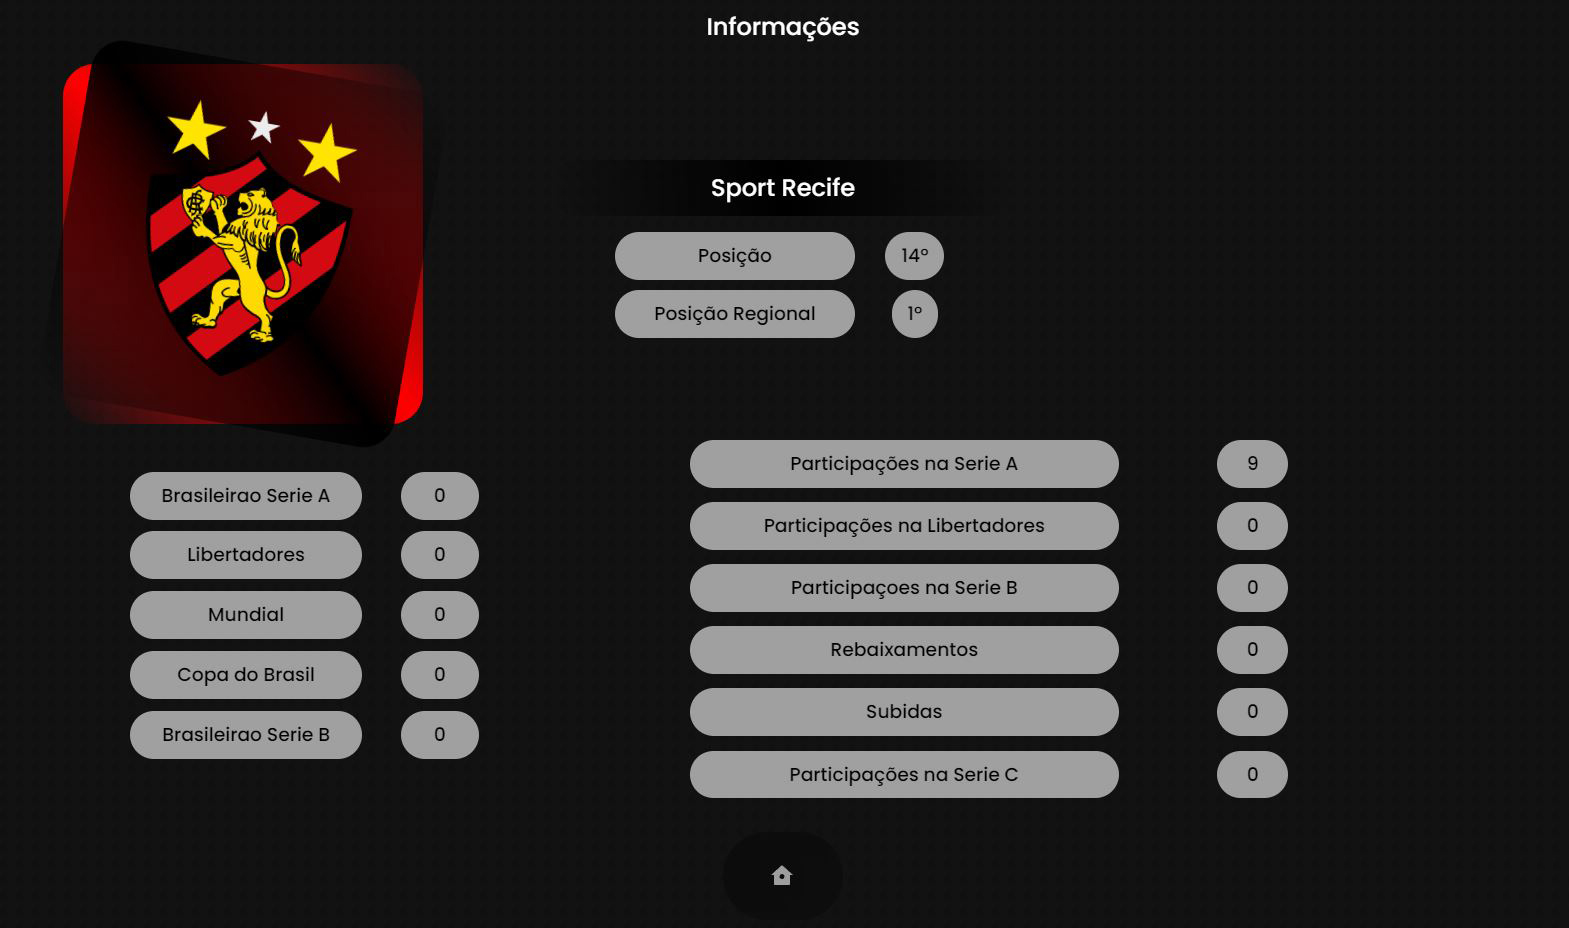 Informações
Sport Recife
Posição 14º
Posição Regional 1º
Brasileirao Serie A 0
Libertadores 0
Mundial 0
Copa do Brasil 0
Brasileirao Serie B 0
Participações na Serie A 9
Participações na Libertadores 0
Participaçoes na Serie B 0
Rebaixamentos 0
Subidas 0
Participações na Serie C 0